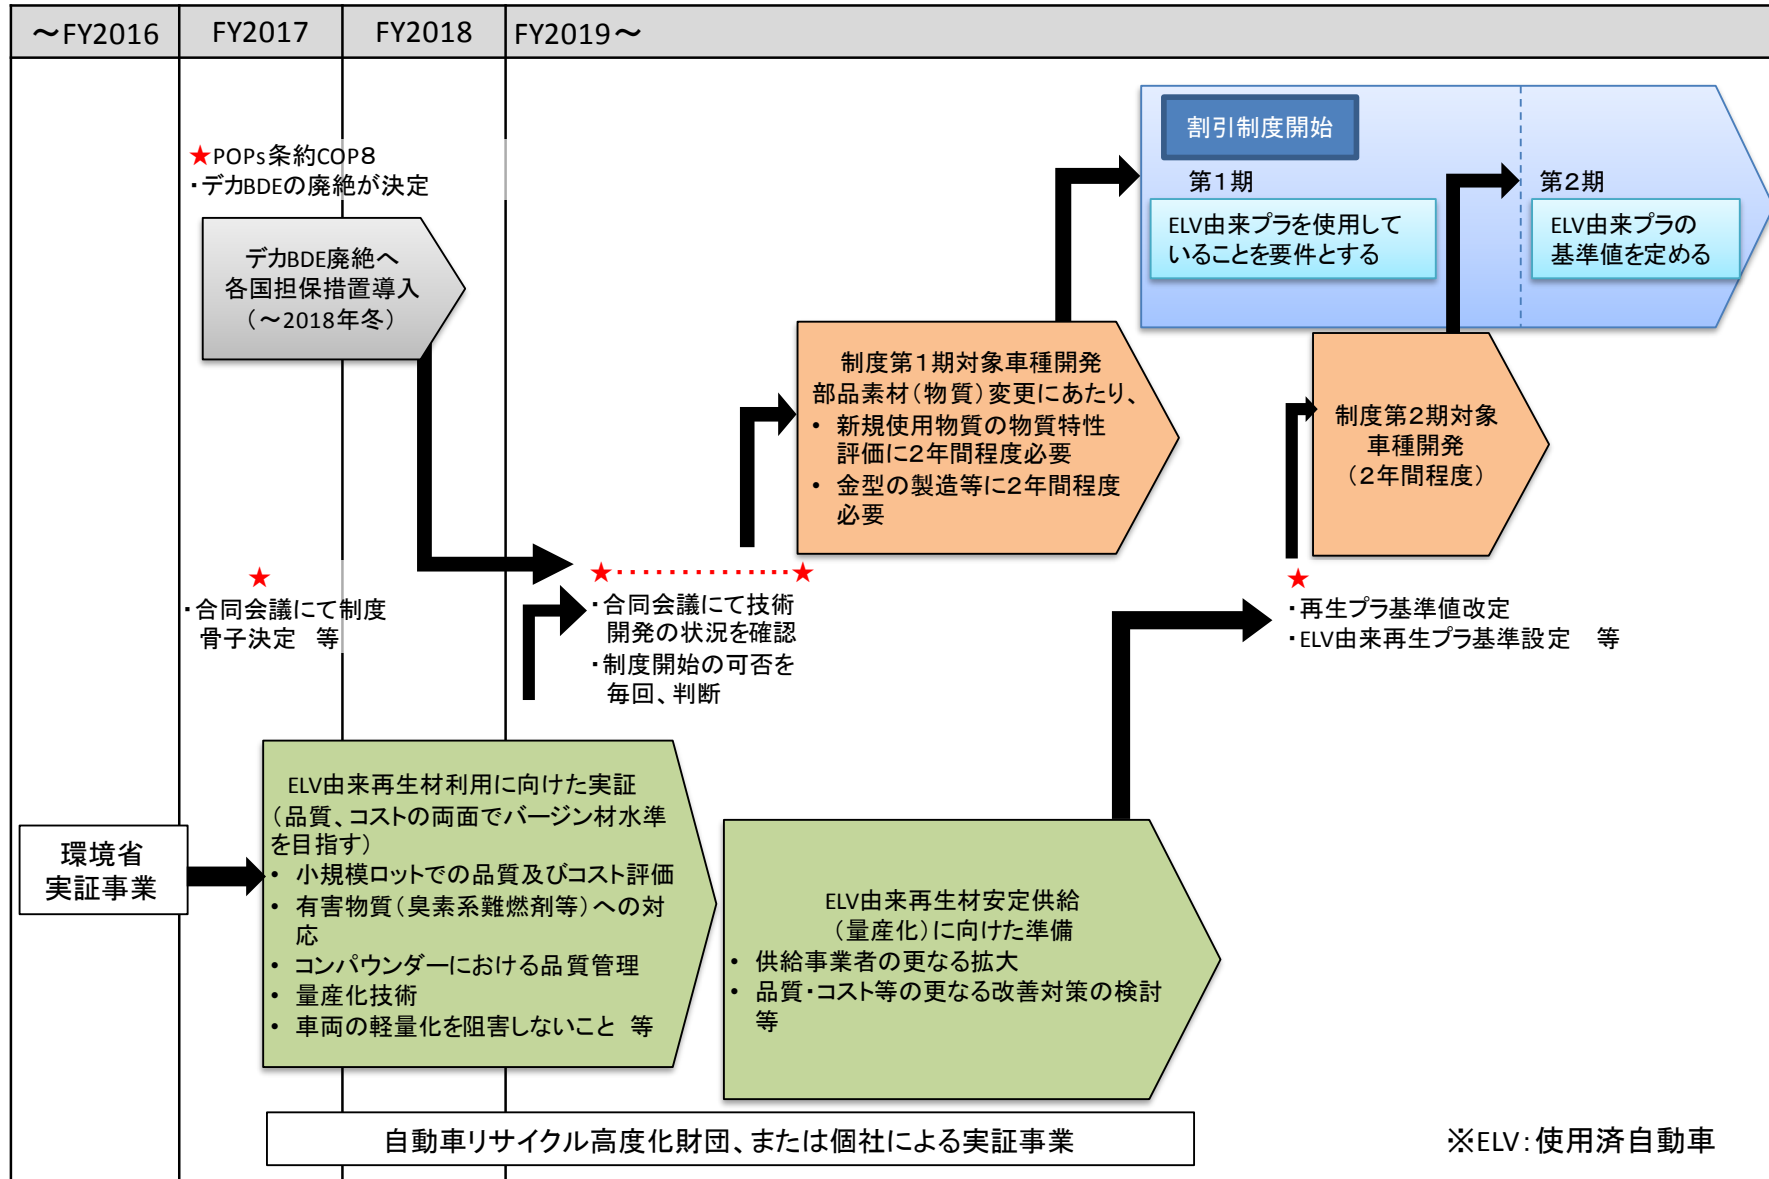 ～FY2016
FY2017
FY2018
FY2019～
★POPs条約COP８
・デカBDEの廃絶が決定
デカBDE廃絶へ
各国担保措置導入
（～2018年冬）
割引制度開始
第１期
ELV由来プラを使用して
いることを要件とする
第２期
ELV由来プラの
基準値を定める
制度第１期対象車種開発
部品素材（物質）変更にあたり、
• 新規使用物質の物質特性
評価に２年間程度必要
• 金型の製造等に２年間程度
必要
制度第２期対象
車種開発
（２年間程度）
★
・合同会議にて制度
骨子決定　等
★・・・・・・・・・・・・★
・合同会議にて技術
開発の状況を確認
・制度開始の可否を
毎回、判断
★
・再生プラ基準値改定
・ELV由来再生プラ基準設定　等
環境省
実証事業
ELV由来再生材利用に向けた実証
（品質、コストの両面でバージン材水準
を目指す）
• 小規模ロットでの品質及びコスト評価
• 有害物質（臭素系難燃剤等）への対
応
• コンパウンダーにおける品質管理
• 量産化技術
• 車両の軽量化を阻害しないこと　等
ELV由来再生材安定供給
（量産化）に向けた準備
• 供給事業者の更なる拡大
• 品質・コスト等の更なる改善対策の検討
等
自動車リサイクル高度化財団、または個社による実証事業
※ELV：使用済自動車